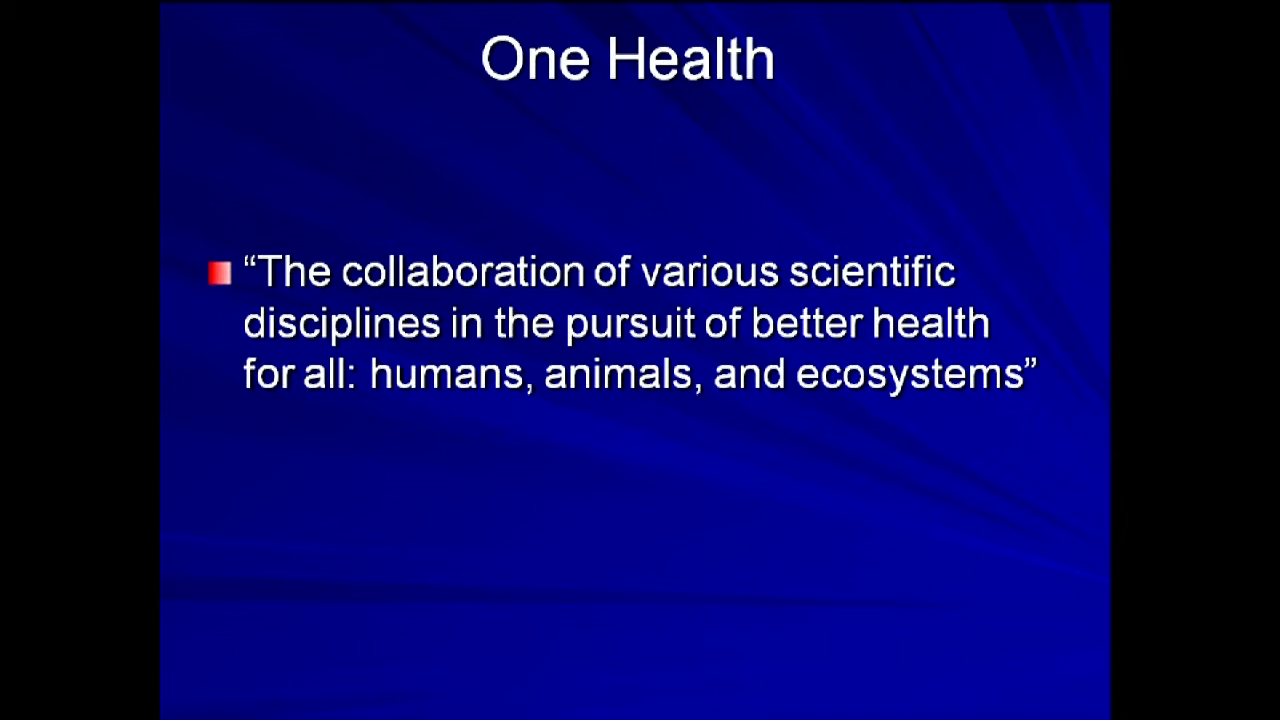 One Health
“The collaboration of various scientific
disciplines in the pursuit of better health
for all: humans, animals, and ecosystems”